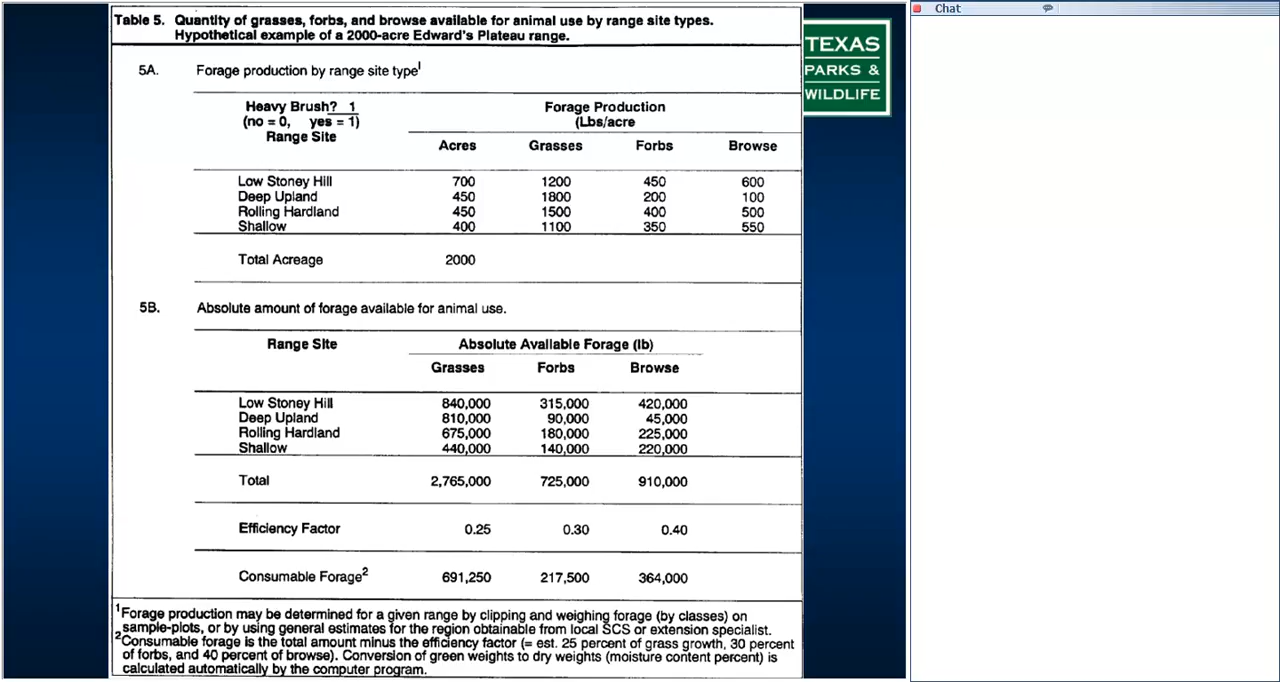 Table 5. Quantity of grasses, forbs, and browse available for animal use by range site types.
Hypothetical example of a 2000-acre Edward's Plateau range.
5A. Forage production by range site type1
Heavy Brush? 1 Forage Production
(no = 0, yes = 1) (Lbs/acre
Range Site
Acres Grasses Forbs Browse
Low Stoney Hill 700 1200 450 600
Deep Upland 450 1800 200 100
Rolling Hardland 450 1500 400 500
Shallow 400 1100 350 550
Total Acreage 2000
5B. Absolute amount of forage available for animal use.
Range Site Absolute Available Forage (lb)
Grasses Forbs Browse
Low Stoney Hill 840,000 315,000 420,000
Deep Upland 810,000 90,000 45,000
Rolling Hardland 675,000 180,000 225,000
Shallow 440,000 140,000 220,000
Total 2,765,000 725,000 910,000
Efficiency Factor 0.25 0.30 0.40
Consumable Forage2 691,250 217,500 364,000
1Forage production may be determined for a given range by clipping and weighing forage (by classes) on
sample-plots, or by using general estimates for the region obtainable from local SCS or extension specialist.
2Consumable forage is the total amount minus the efficiency factor (= est. 25 percent of grass growth, 30 percent
of forbs, and 40 percent of browse). Conversion of green weights to dry weights (moisture content percent) is
calculated automatically by the computer program.
TEXAS
PARKS &
WILDLIFE
Chat